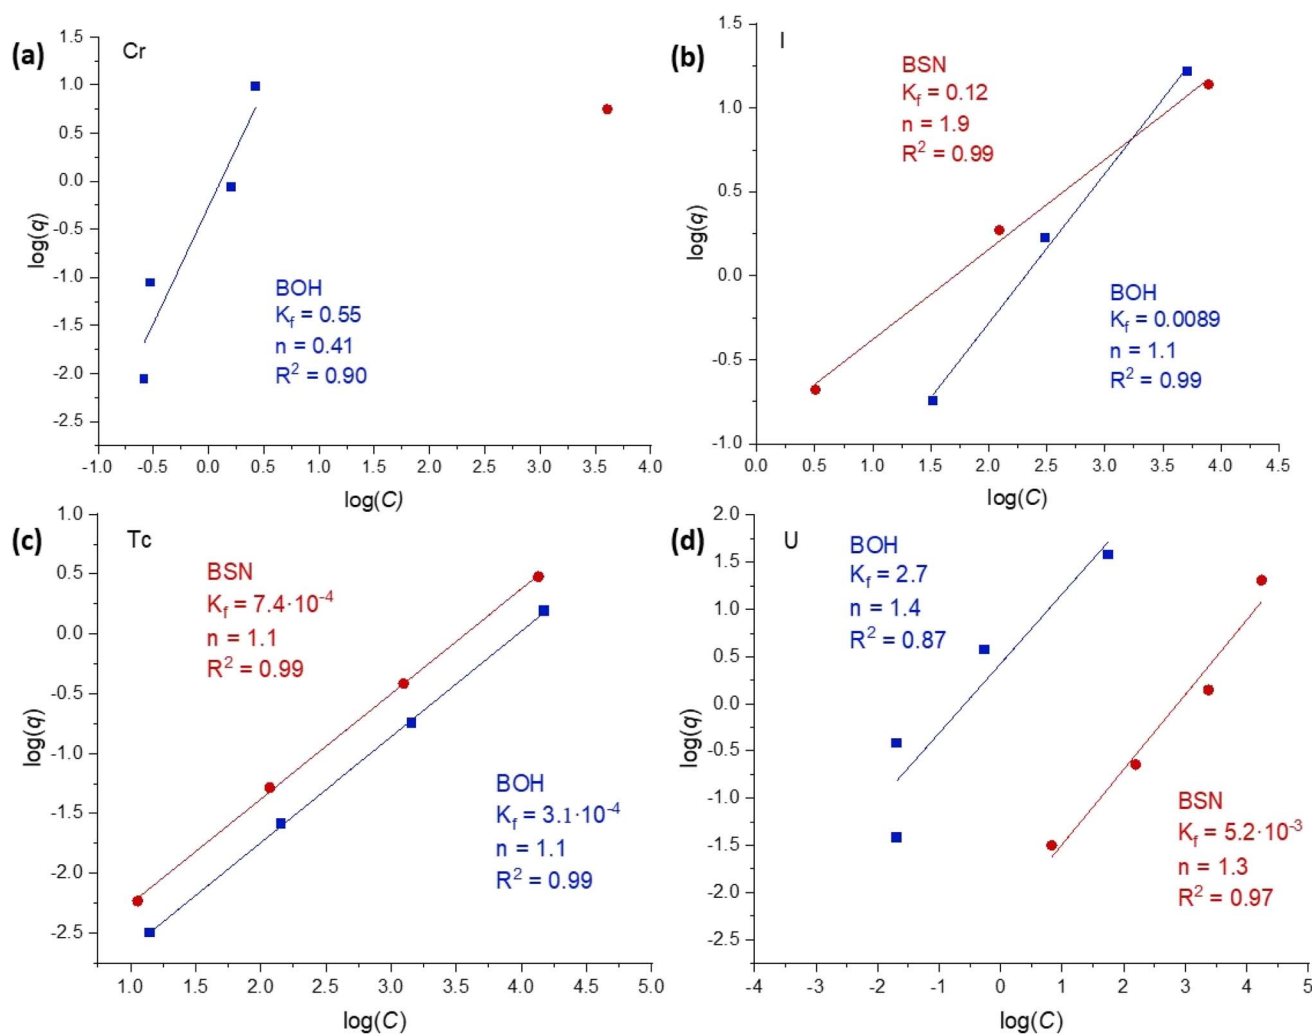 (a)
Cr
1.5
1.0
0.5
0.0
-0.5
-1.0
-1.5
-2.0
-2.5
log(q)
BOH
K_f = 0.55
n = 0.41
R² = 0.90
-1.0 -0.5 0.0 0.5 1.0 1.5 2.0 2.5 3.0 3.5 4.0
log(C)
(b)
I
1.5
1.0
0.5
0.0
-0.5
-1.0
log(q)
BSN
K_f = 0.12
n = 1.9
R² = 0.99
BOH
K_f = 0.0089
n = 1.1
R² = 0.99
0.0 0.5 1.0 1.5 2.0 2.5 3.0 3.5 4.0 4.5
log(C)
(c)
Tc
1.0
0.5
0.0
-0.5
-1.0
-1.5
-2.0
-2.5
log(q)
BSN
K_f = 7.4·10⁻⁴
n = 1.1
R² = 0.99
BOH
K_f = 3.1·10⁻⁴
n = 1.1
R² = 0.99
1.0 1.5 2.0 2.5 3.0 3.5 4.0 4.5 5.0
log(C)
(d)
U
2.0
1.5
1.0
0.5
0.0
-0.5
-1.0
-1.5
-2.0
-2.5
log(q)
BOH
K_f = 2.7
n = 1.4
R² = 0.87
BSN
K_f = 5.2·10⁻³
n = 1.3
R² = 0.97
-4 -3 -2 -1 0 1 2 3 4 5
log(C)